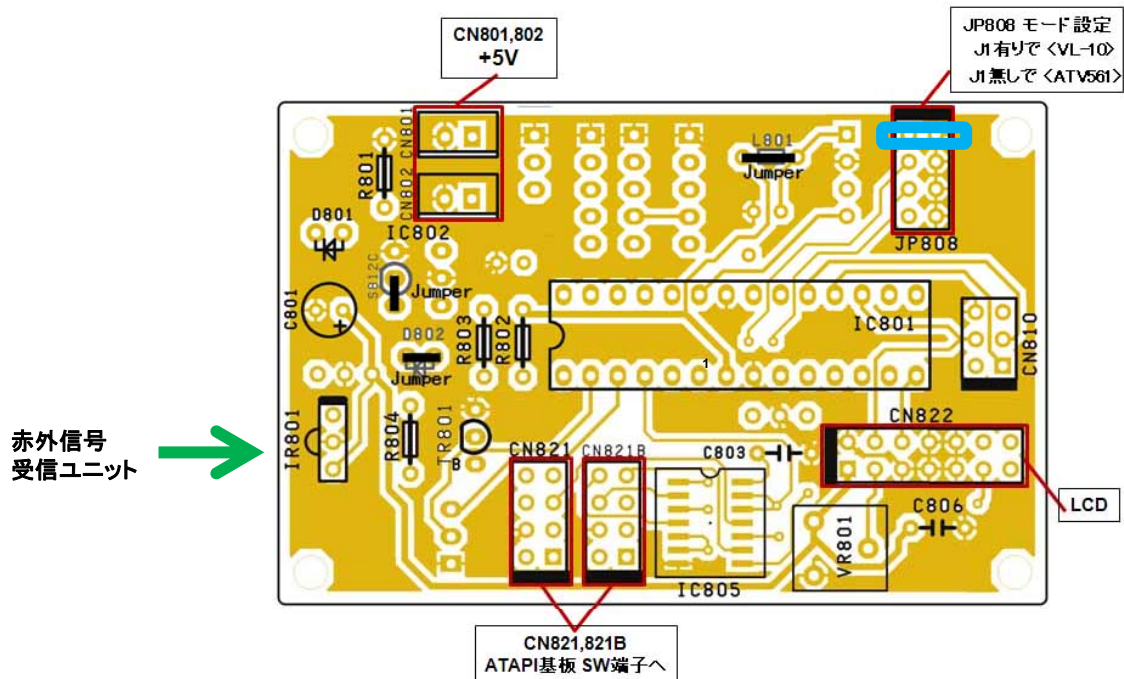 CN801,802
+5V
JP808 モード設定
J1有りで <VL-10>
J1無しで <ATV561>
CN801
R801
L801
Jumper
CN802
D801
IC802
JP808
S812C
Jumper
C801
+
R803
R802
IC801
CN810
D802
1
Jumper
CN822
赤外信号
受信ユニット
IR801
R804
TR801
B
CN821
CN821B
C803
LCD
C806
VR801
IC805
CN821,821B
ATAPI基板 SW端子へ